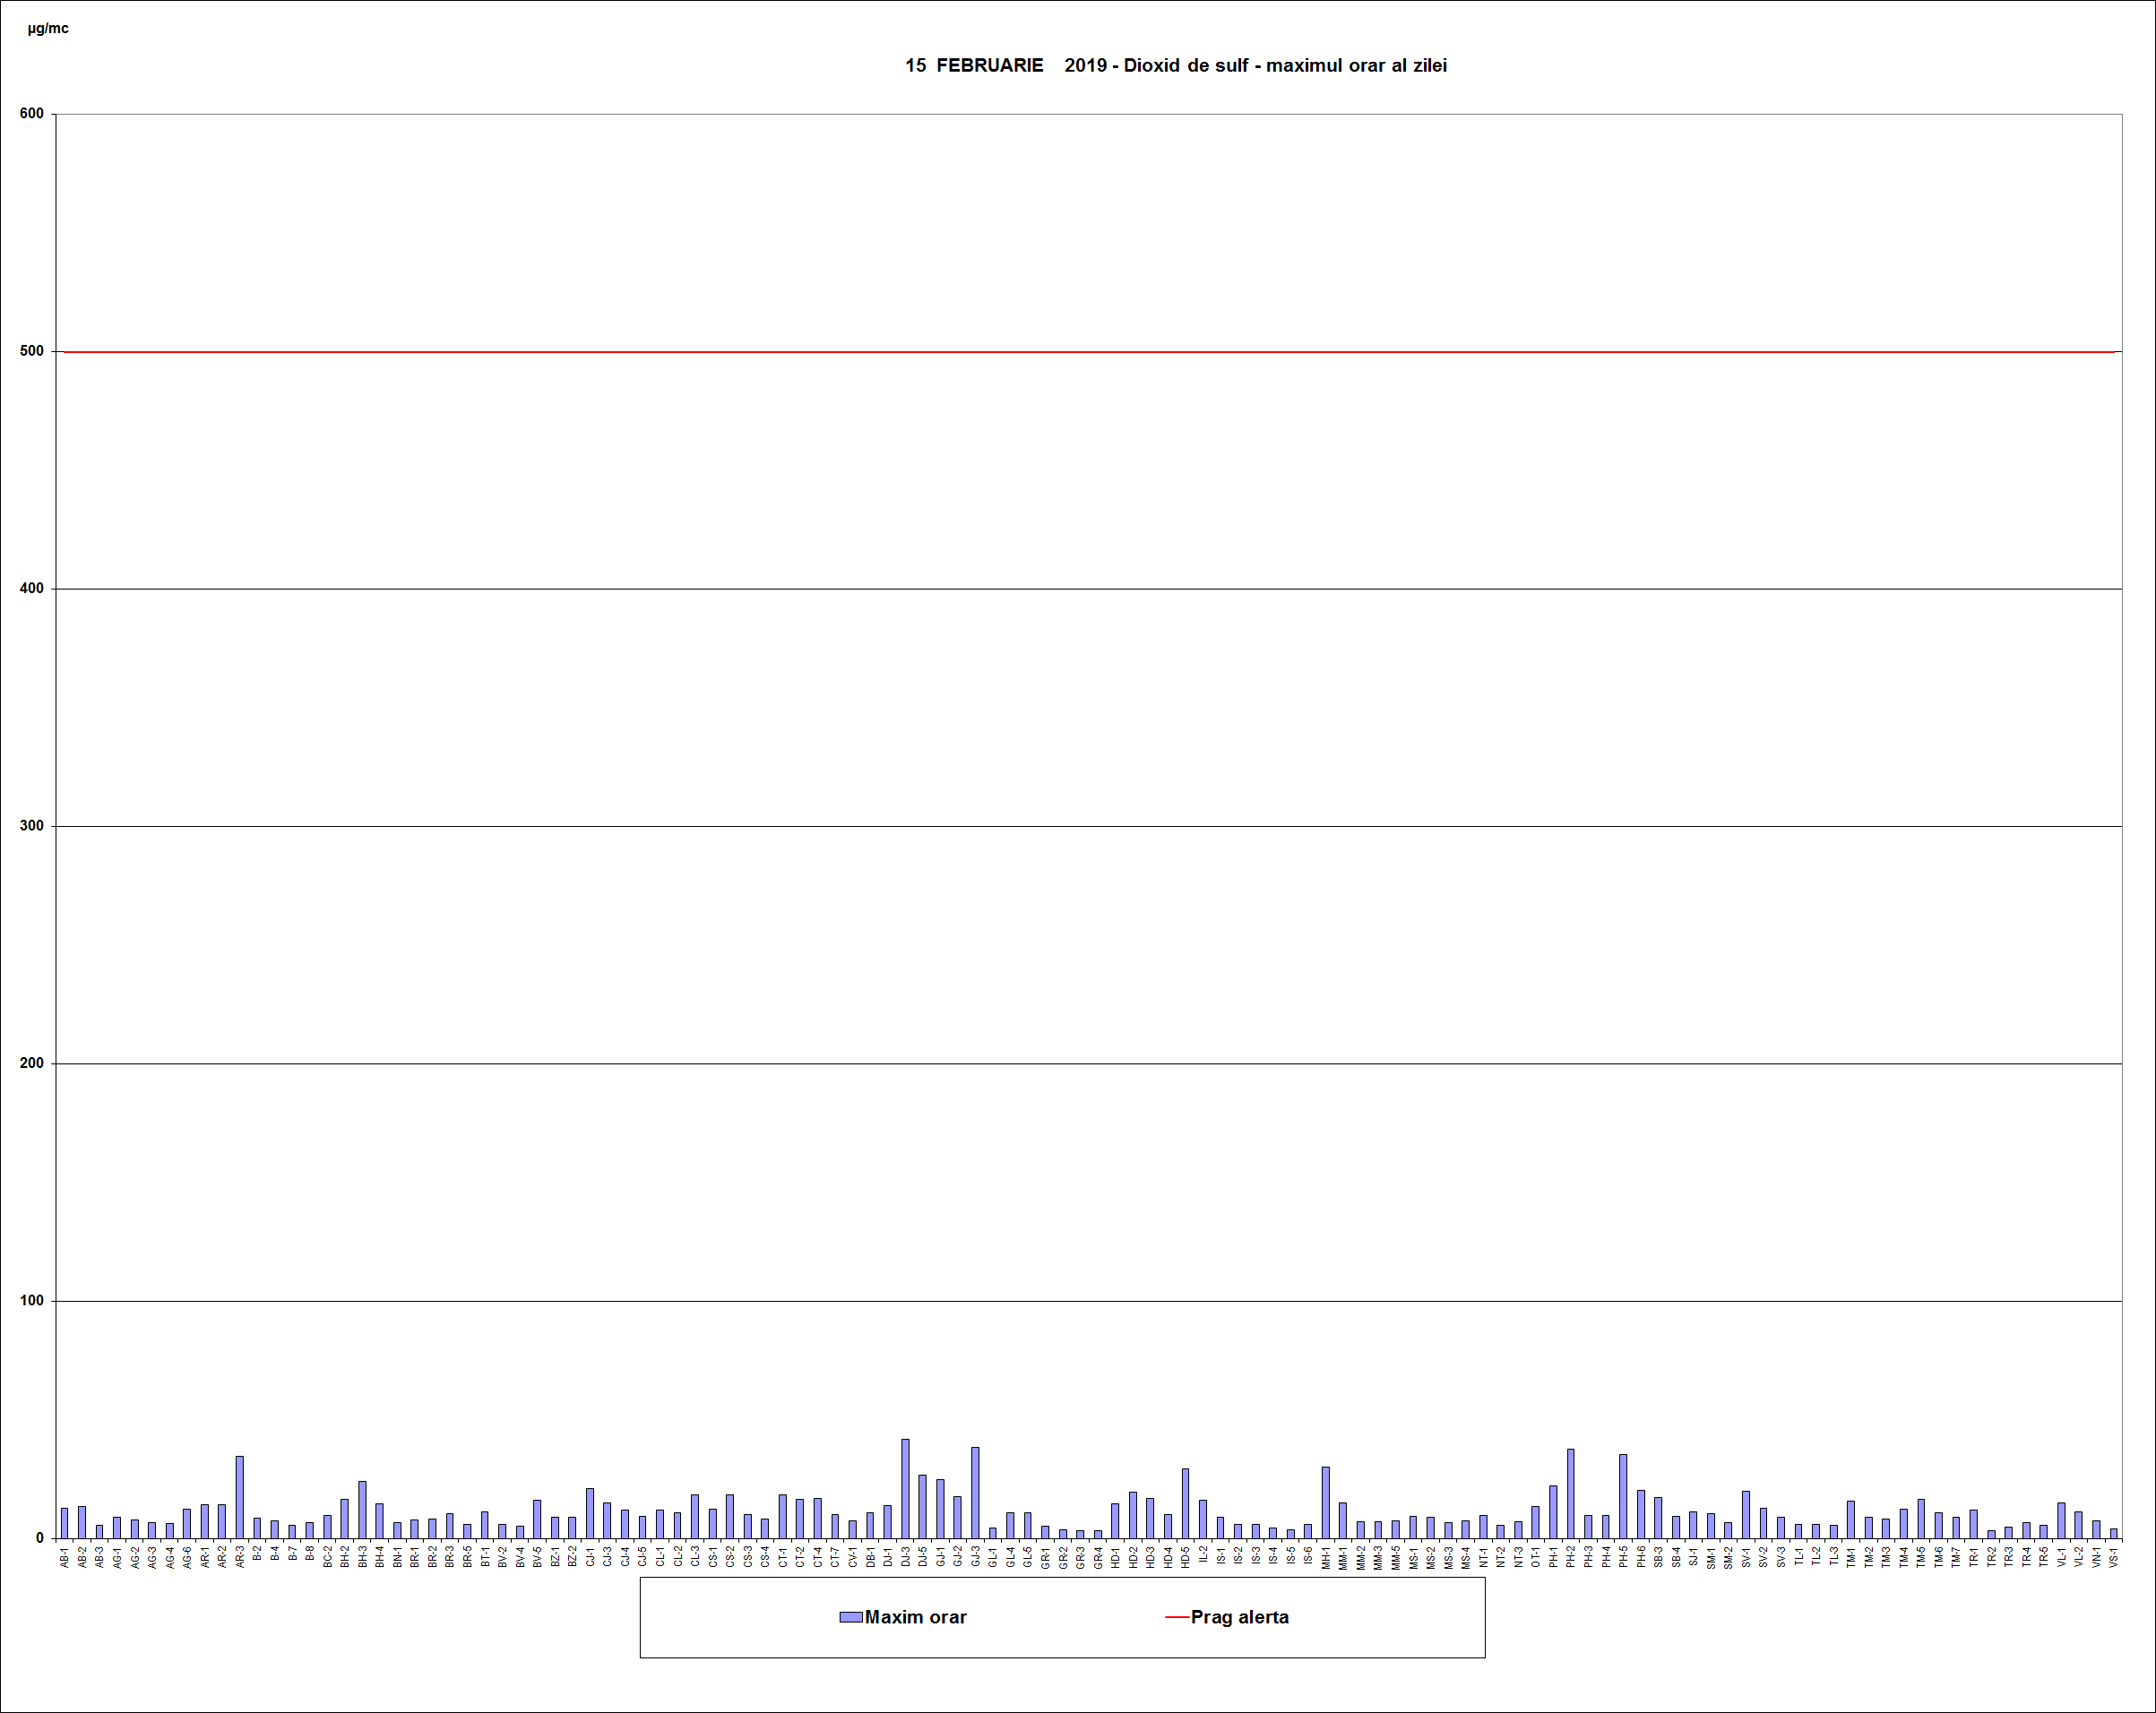 µg/mc
15 FEBRUARIE 2019 - Dioxid de sulf - maximul orar al zilei
600
500
400
300
200
100
0
AB-1 AB-2 AB-3 AG-1 AG-2 AG-3 AG-4 AG-6 AR-1 AR-2 AR-3 B-2 B-4 B-7 B-8 BC-2 BH-2 BH-3 BH-4 BN-1 BR-1 BR-2 BR-3 BR-5 BT-1 BV-2 BV-4 BV-5 BZ-1 BZ-2 CJ-1 CJ-3 CJ-4 CJ-5 CL-1 CL-2 CL-3 CS-1 CS-2 CS-3 CS-4 CT-1 CT-2 CT-4 CT-7 CV-1 DB-1 DJ-1 DJ-3 DJ-5 GJ-1 GJ-2 GJ-3 GL-1 GL-4 GL-5 GR-1 GR-2 GR-3 GR-4 HD-1 HD-2 HD-3 HD-4 HD-5 IL-2 IS-1 IS-2 IS-3 IS-4 IS-5 IS-6 MH-1 MM-1 MM-2 MM-3 MM-5 MS-1 MS-2 MS-3 MS-4 NT-1 NT-2 NT-3 OT-1 PH-1 PH-2 PH-3 PH-4 PH-5 PH-6 SB-3 SB-4 SJ-1 SM-1 SM-2 SV-1 SV-2 SV-3 TL-1 TL-2 TL-3 TM-1 TM-2 TM-3 TM-4 TM-5 TM-6 TM-7 TR-1 TR-2 TR-3 TR-4 TR-5 VL-1 VL-2 VN-1 VS-1
Maxim orar Prag alerta